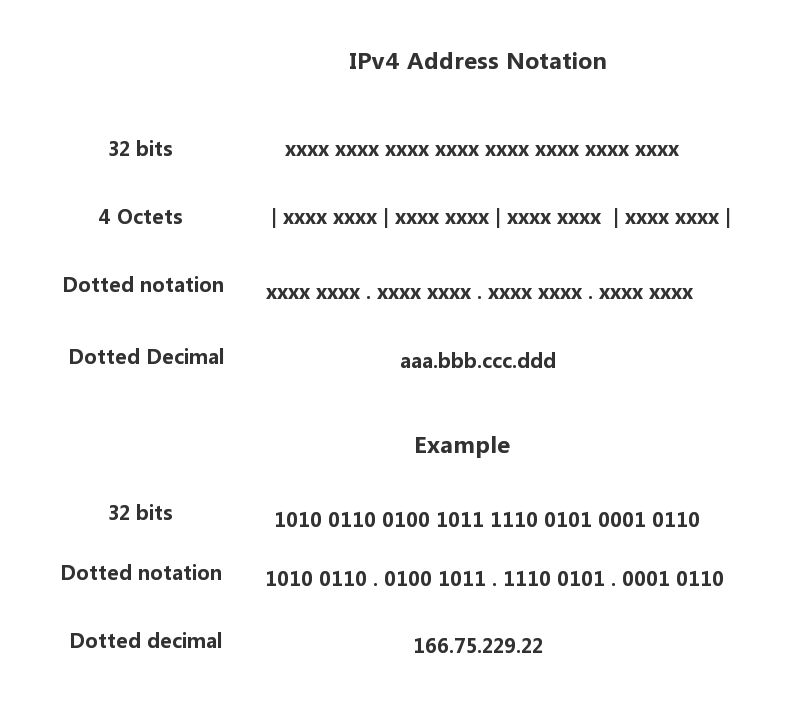 IPv4 Address Notation
32 bits xxxx xxxx xxxx xxxx xxxx xxxx xxxx xxxx
4 Octets | xxxx xxxx | xxxx xxxx | xxxx xxxx | xxxx xxxx |
Dotted notation xxxx xxxx . xxxx xxxx . xxxx xxxx . xxxx xxxx
Dotted Decimal aaa.bbb.ccc.ddd
Example
32 bits 1010 0110 0100 1011 1110 0101 0001 0110
Dotted notation 1010 0110 . 0100 1011 . 1110 0101 . 0001 0110
Dotted decimal 166.75.229.22